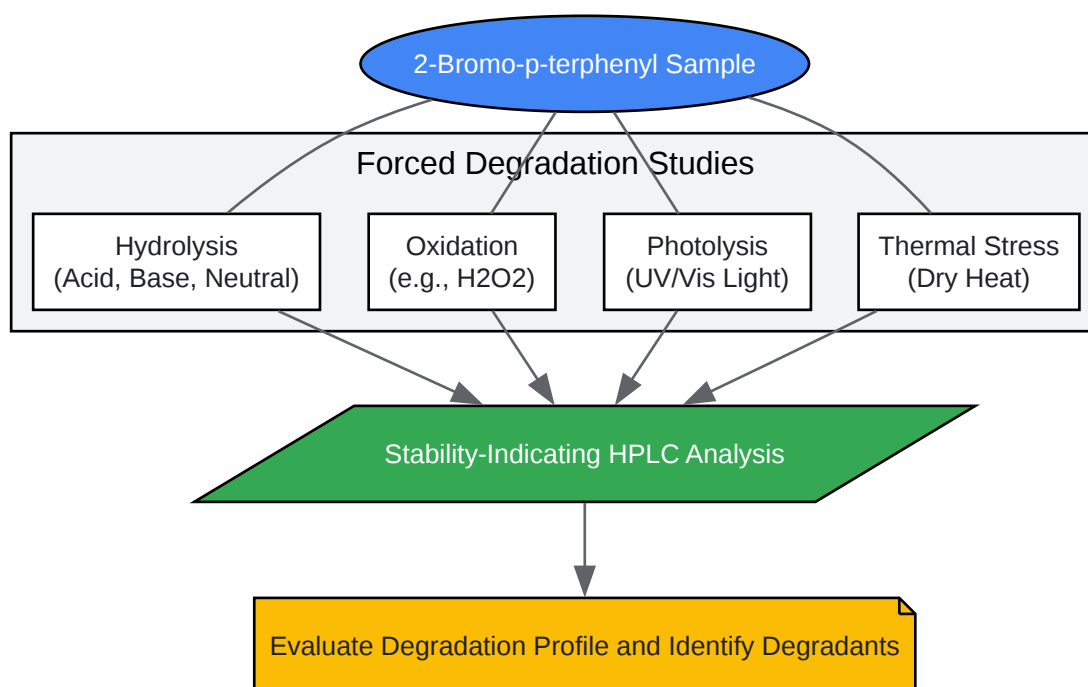 2-Bromo-p-terphenyl Sample
Forced Degradation Studies
Hydrolysis
(Acid, Base, Neutral)
Oxidation
(e.g., H2O2)
Photolysis
(UV/Vis Light)
Thermal Stress
(Dry Heat)
Stability-Indicating HPLC Analysis
Evaluate Degradation Profile and Identify Degradants